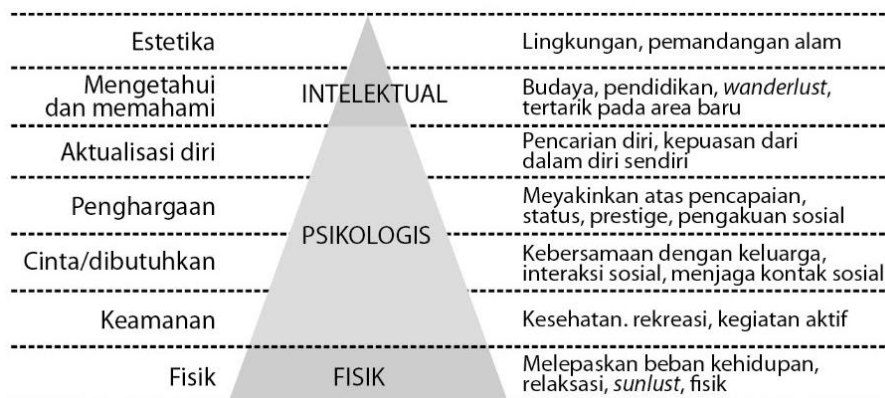 Estetika
Lingkungan, pemandangan alam
Mengetahui
dan memahami
INTELEKTUAL
Budaya, pendidikan, wanderlust,
tertarik pada area baru
Aktualisasi diri
Pencarian diri, kepuasan dari
dalam diri sendiri
Penghargaan
Meyakinkan atas pencapaian,
status, prestige, pengakuan sosial
PSIKOLOGIS
Cinta/dibutuhkan
Kebersamaan dengan keluarga,
interaksi sosial, menjaga kontak sosial
Keamanan
Kesehatan. rekreasi, kegiatan aktif
Fisik
FISIK
Melepaskan beban kehidupan,
relaksasi, sunlust, fisik